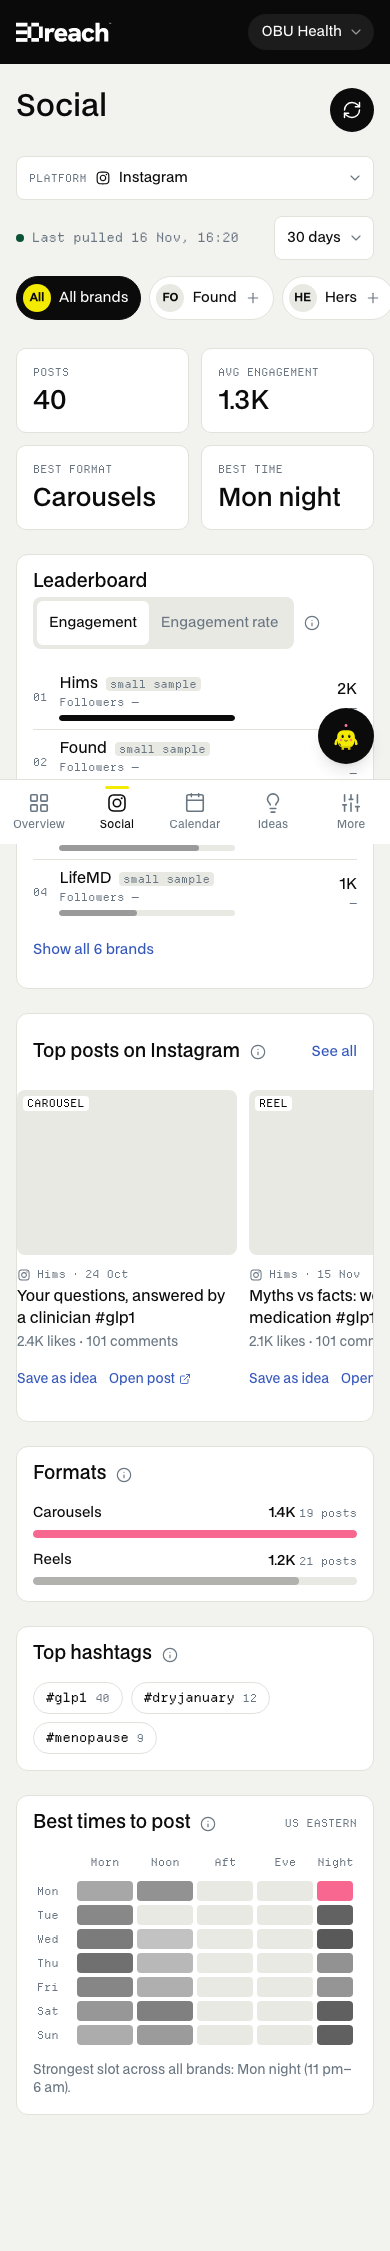 reach
OBU Health
Social
PLATFORM Instagram
Last pulled 16 Nov, 16:20
30 days
All All brands
FO Found +
HE Hers +
POSTS
40
AVG ENGAGEMENT
1.3K
BEST FORMAT
Carousels
BEST TIME
Mon night
Leaderboard
Engagement Engagement rate
01 Hims small sample 2K
Followers —
02 Found small sample
Followers — —
Overview Social Calendar Ideas More
04 LifeMD small sample 1K
Followers — —
Show all 6 brands
Top posts on Instagram See all
CAROUSEL
Hims · 24 Oct
Your questions, answered by
a clinician #glp1
2.4K likes · 101 comments
Save as idea Open post
REEL
Hims · 15 Nov
Myths vs facts:
medication #glp1
2.1K likes · 101
Save as idea
Formats
Carousels 1.4K 19 posts
Reels 1.2K 21 posts
Top hashtags
#glp1 40 #dryjanuary 12
#menopause 9
Best times to post US EASTERN
Morn Noon Aft Eve Night
Mon
Tue
Wed
Thu
Fri
Sat
Sun
Strongest slot across all brands: Mon night (11 pm–
6 am).